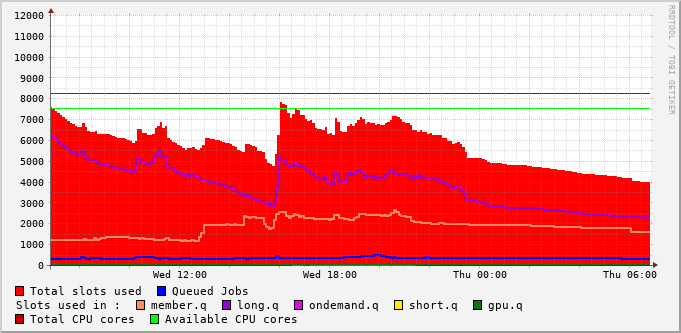 12000
11000
10000
9000
8000
7000
6000
5000
4000
3000
2000
1000
0
Wed 12:00 Wed 18:00 Thu 00:00 Thu 06:00
RRDTOOL / TOBI OETIKER
Total slots used Queued Jobs
Slots used in : member.q long.q ondemand.q short.q gpu.q
Total CPU cores Available CPU cores